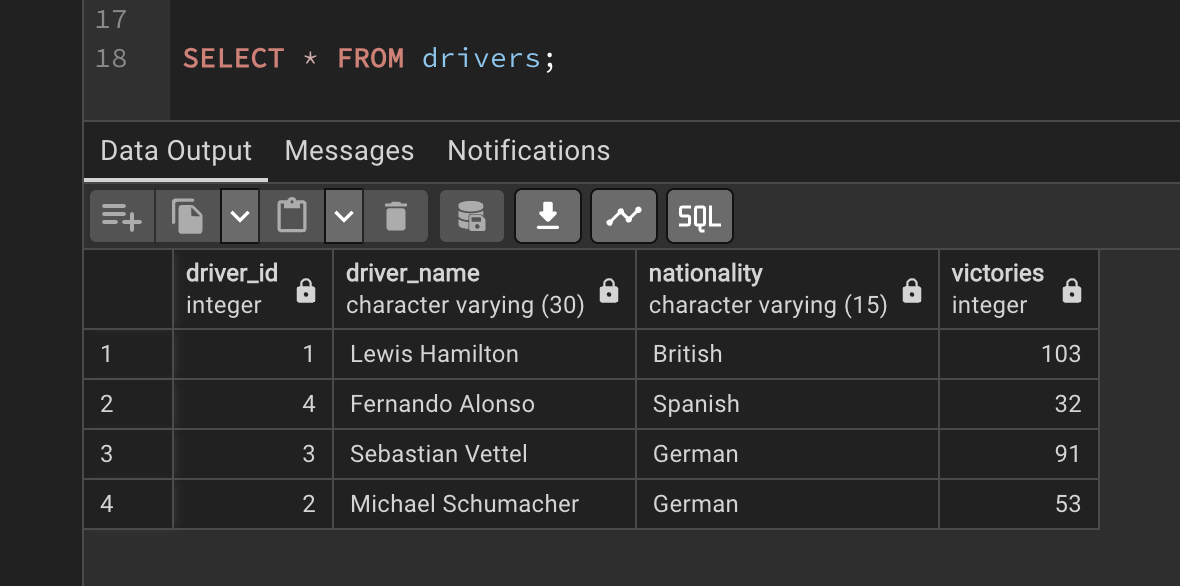 17
18 SELECT * FROM drivers;
Data Output Messages Notifications
SQL
driver_id driver_name nationality victories
integer character varying (30) character varying (15) integer
1 1 Lewis Hamilton British 103
2 4 Fernando Alonso Spanish 32
3 3 Sebastian Vettel German 91
4 2 Michael Schumacher German 53